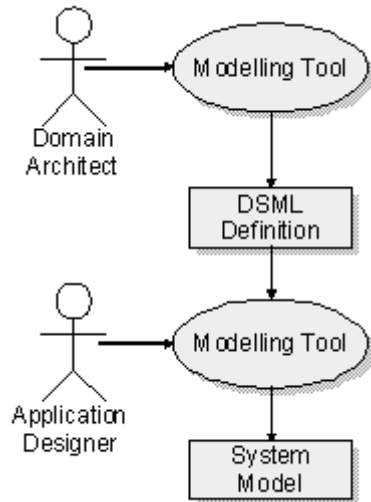 Modelling Tool
Domain
Architect
DSML
Definition
Modelling Tool
Application
Designer
System
Model